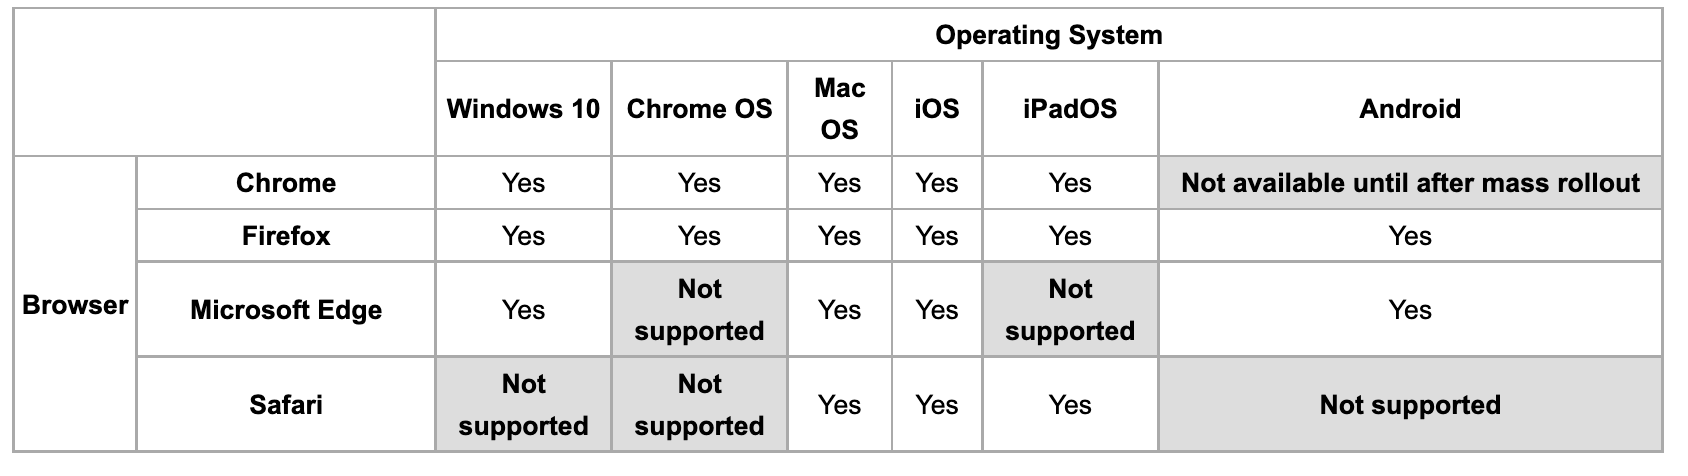 Operating System
Windows 10 Chrome OS Mac OS iOS iPadOS Android
Browser
Chrome Yes Yes Yes Yes Yes Not available until after mass rollout
Firefox Yes Yes Yes Yes Yes Yes
Microsoft Edge Yes Not supported Yes Yes Not supported Yes
Safari Not supported Not supported Yes Yes Yes Not supported